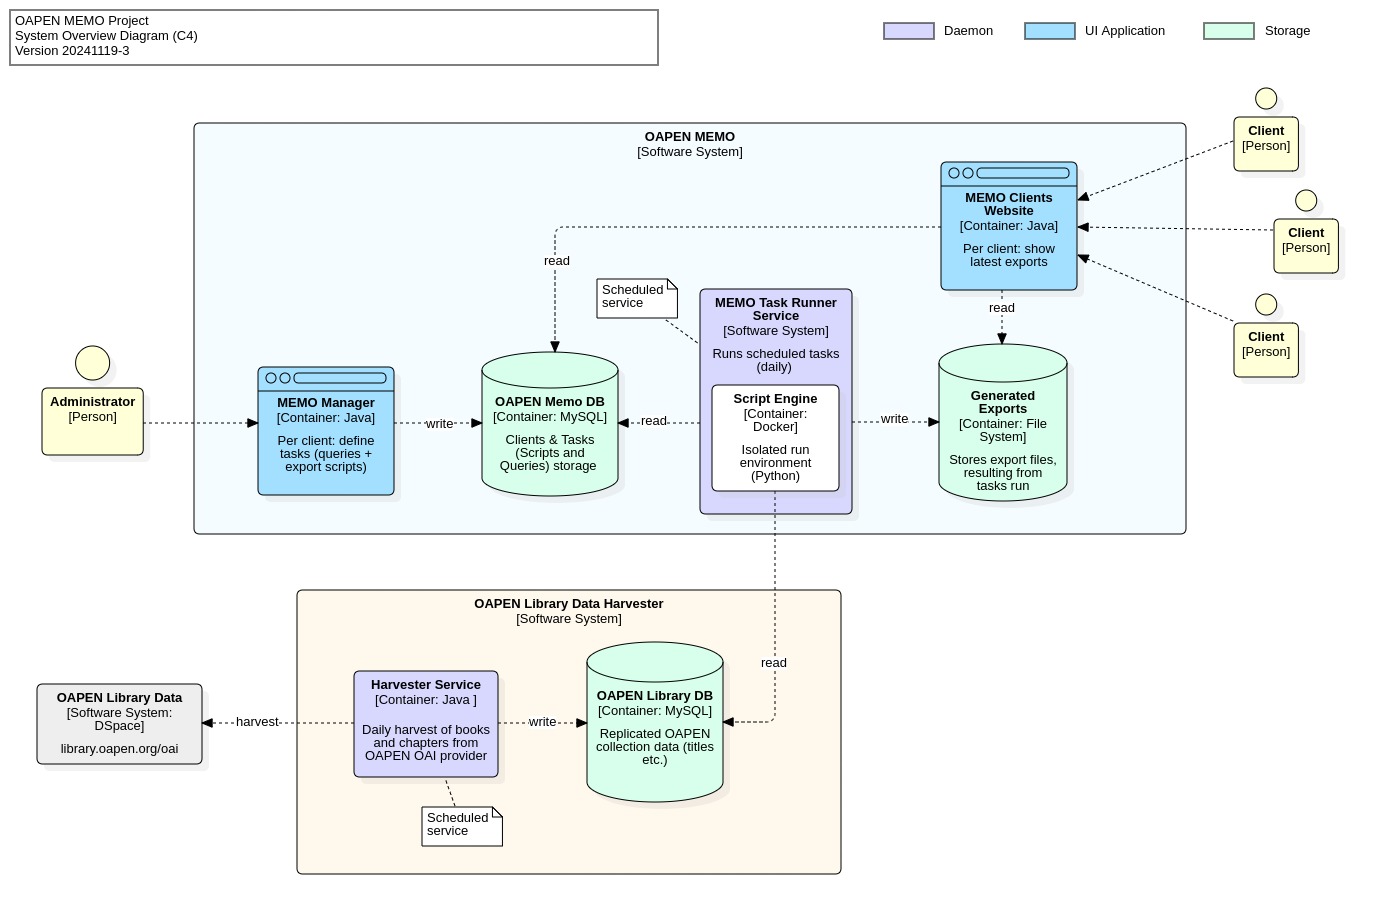 OAPEN MEMO Project
System Overview Diagram (C4)
Version 20241119-3
Daemon
UI Application
Storage
OAPEN MEMO
[Software System]
Client
[Person]
Client
[Person]
Client
[Person]
MEMO Clients
Website
[Container: Java]
Per client: show
latest exports
read
read
Scheduled
service
MEMO Task Runner
Service
[Software System]
Runs scheduled tasks
(daily)
Script Engine
[Container:
Docker]
Isolated run
environment
(Python)
Administrator
[Person]
MEMO Manager
[Container: Java]
Per client: define
tasks (queries +
export scripts)
write
OAPEN Memo DB
[Container: MySQL]
Clients & Tasks
(Scripts and
Queries) storage
read
write
Generated
Exports
[Container: File
System]
Stores export files,
resulting from
tasks run
OAPEN Library Data Harvester
[Software System]
read
OAPEN Library Data
[Software System:
DSpace]
library.oapen.org/oai
harvest
Harvester Service
[Container: Java ]
Daily harvest of books
and chapters from
OAPEN OAI provider
write
OAPEN Library DB
[Container: MySQL]
Replicated OAPEN
collection data (titles
etc.)
Scheduled
service